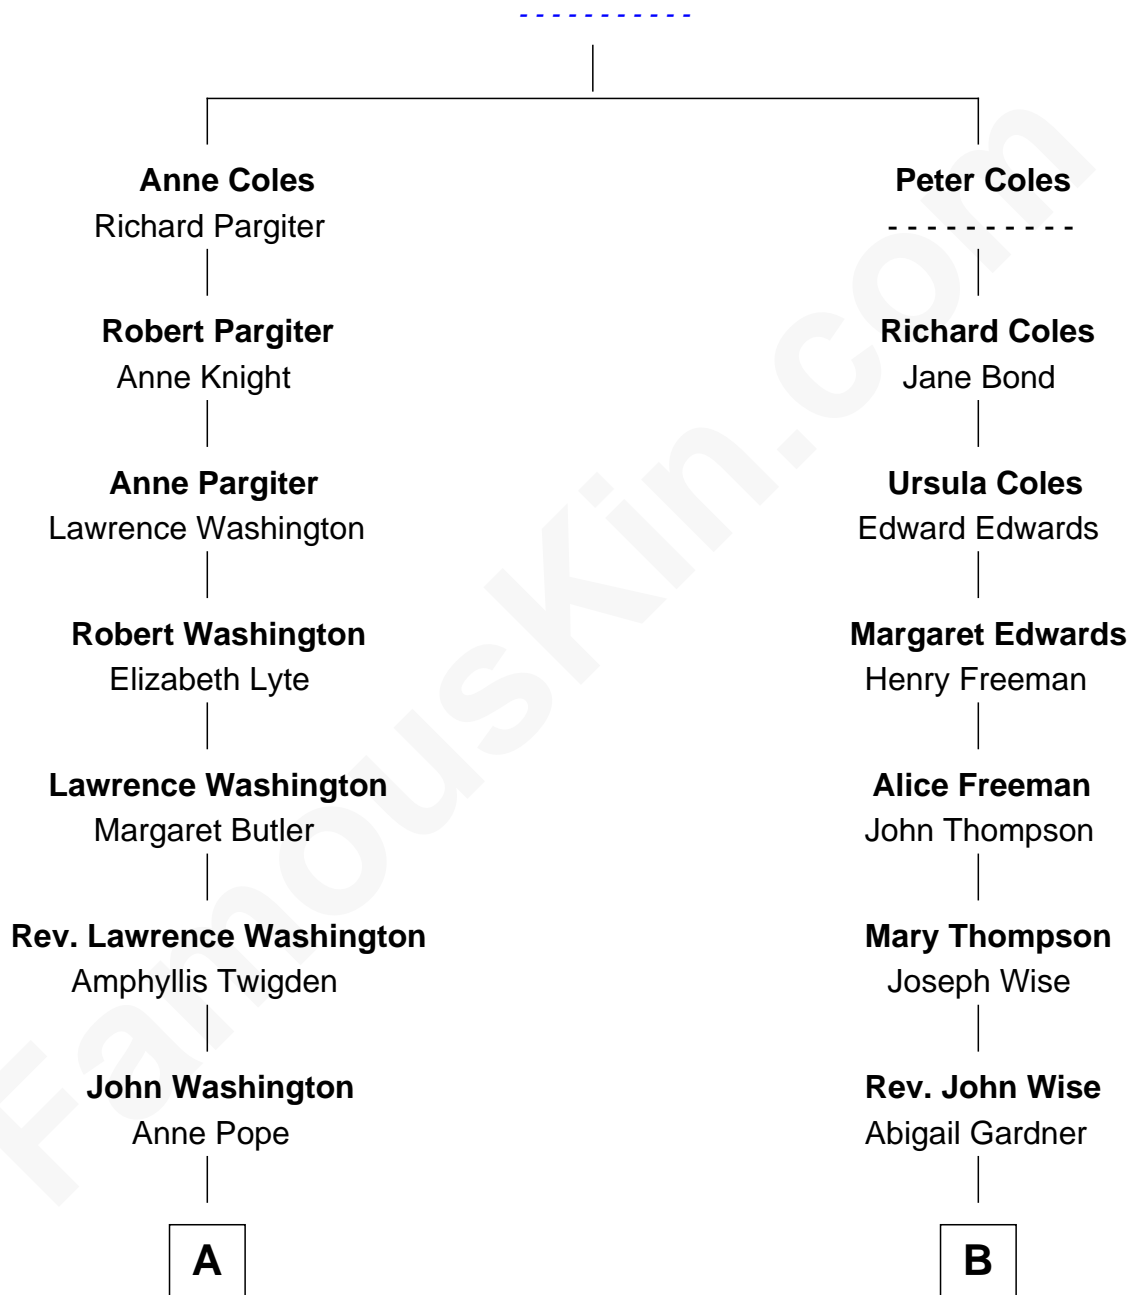 - - - - - - - - - - -
Anne Coles
Richard Pargiter
Peter Coles
- - - - - - - - - -
Robert Pargiter
Anne Knight
Richard Coles
Jane Bond
Anne Pargiter
Lawrence Washington
Ursula Coles
Edward Edwards
Robert Washington
Elizabeth Lyte
Margaret Edwards
Henry Freeman
Lawrence Washington
Margaret Butler
Alice Freeman
John Thompson
Rev. Lawrence Washington
Amphyllis Twigden
Mary Thompson
Joseph Wise
John Washington
Anne Pope
Rev. John Wise
Abigail Gardner
A
B
FamousKin.com